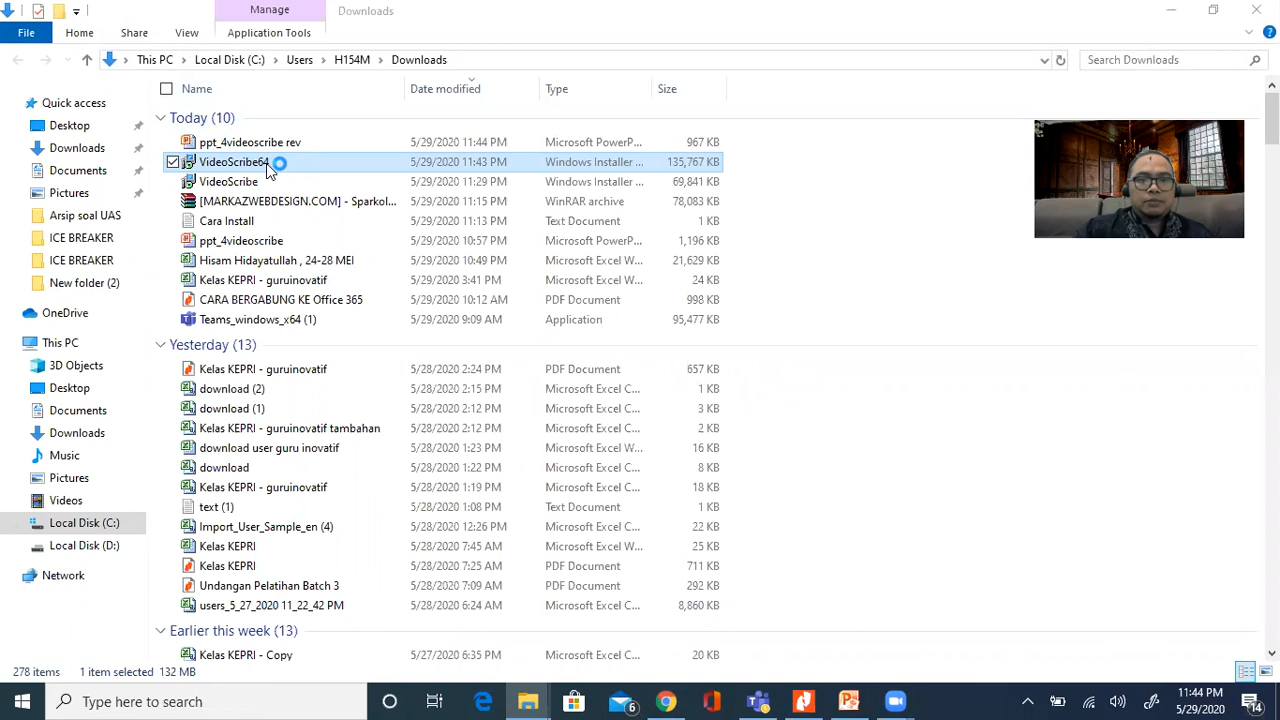 Manage
Downloads
File
Home
Share
View
Application Tools
This PC
Local Disk (C:)
Users
H154M
Downloads
Search Downloads
Name
Date modified
Type
Size
Quick access
Desktop
Downloads
Documents
Pictures
Arsip soal UAS
ICE BREAKER
ICE BREAKER
New folder (2)
OneDrive
This PC
3D Objects
Desktop
Documents
Downloads
Music
Pictures
Videos
Local Disk (C:)
Local Disk (D:)
Network
Today (10)
ppt_4videoscribe rev 5/29/2020 11:44 PM Microsoft PowerP... 967 KB
VideoScribe64 5/29/2020 11:43 PM Windows Installer ... 135,767 KB
VideoScribe 5/29/2020 11:29 PM Windows Installer ... 69,841 KB
[MARKAZWEBDESIGN.COM] - Sparkol... 5/29/2020 11:15 PM WinRAR archive 78,083 KB
Cara Install 5/29/2020 11:13 PM Text Document 1 KB
ppt_4videoscribe 5/29/2020 10:57 PM Microsoft PowerP... 1,196 KB
Hisam Hidayatullah , 24-28 MEI 5/29/2020 10:49 PM Microsoft Excel W... 21,629 KB
Kelas KEPRI - guruinovatif 5/29/2020 3:41 PM Microsoft Excel W... 24 KB
CARA BERGABUNG KE Office 365 5/29/2020 10:12 AM PDF Document 998 KB
Teams_windows_x64 (1) 5/29/2020 9:09 AM Application 95,477 KB
Yesterday (13)
Kelas KEPRI - guruinovatif 5/28/2020 2:24 PM PDF Document 657 KB
download (2) 5/28/2020 2:15 PM Microsoft Excel C... 1 KB
download (1) 5/28/2020 2:12 PM Microsoft Excel C... 3 KB
Kelas KEPRI - guruinovatif tambahan 5/28/2020 2:12 PM Microsoft Excel C... 2 KB
download user guru inovatif 5/28/2020 1:23 PM Microsoft Excel W... 16 KB
download 5/28/2020 1:22 PM Microsoft Excel C... 8 KB
Kelas KEPRI - guruinovatif 5/28/2020 1:19 PM Microsoft Excel C... 18 KB
text (1) 5/28/2020 1:08 PM Text Document 1 KB
Import_User_Sample_en (4) 5/28/2020 12:26 PM Microsoft Excel C... 22 KB
Kelas KEPRI 5/28/2020 7:45 AM Microsoft Excel W... 25 KB
Kelas KEPRI 5/28/2020 7:25 AM PDF Document 711 KB
Undangan Pelatihan Batch 3 5/28/2020 7:09 AM PDF Document 292 KB
users_5_27_2020 11_22_42 PM 5/28/2020 6:24 AM Microsoft Excel C... 8,860 KB
Earlier this week (13)
Kelas KEPRI - Copy 5/27/2020 6:35 PM Microsoft Excel C... 20 KB
278 items 1 item selected 132 MB
Type here to search
6
11:44 PM
5/29/2020
14